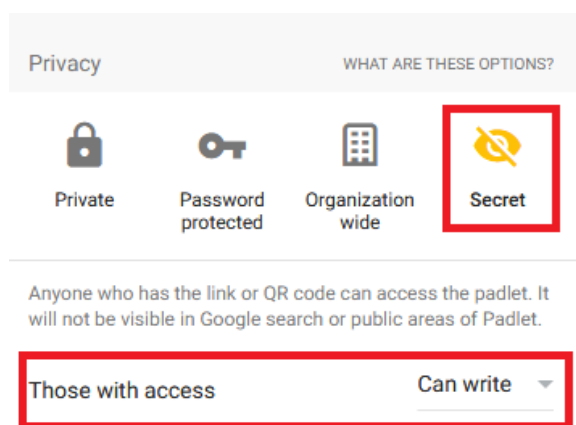 Privacy WHAT ARE THESE OPTIONS?
Private Password protected Organization wide Secret
Anyone who has the link or QR code can access the padlet. It
will not be visible in Google search or public areas of Padlet.
Those with access Can write